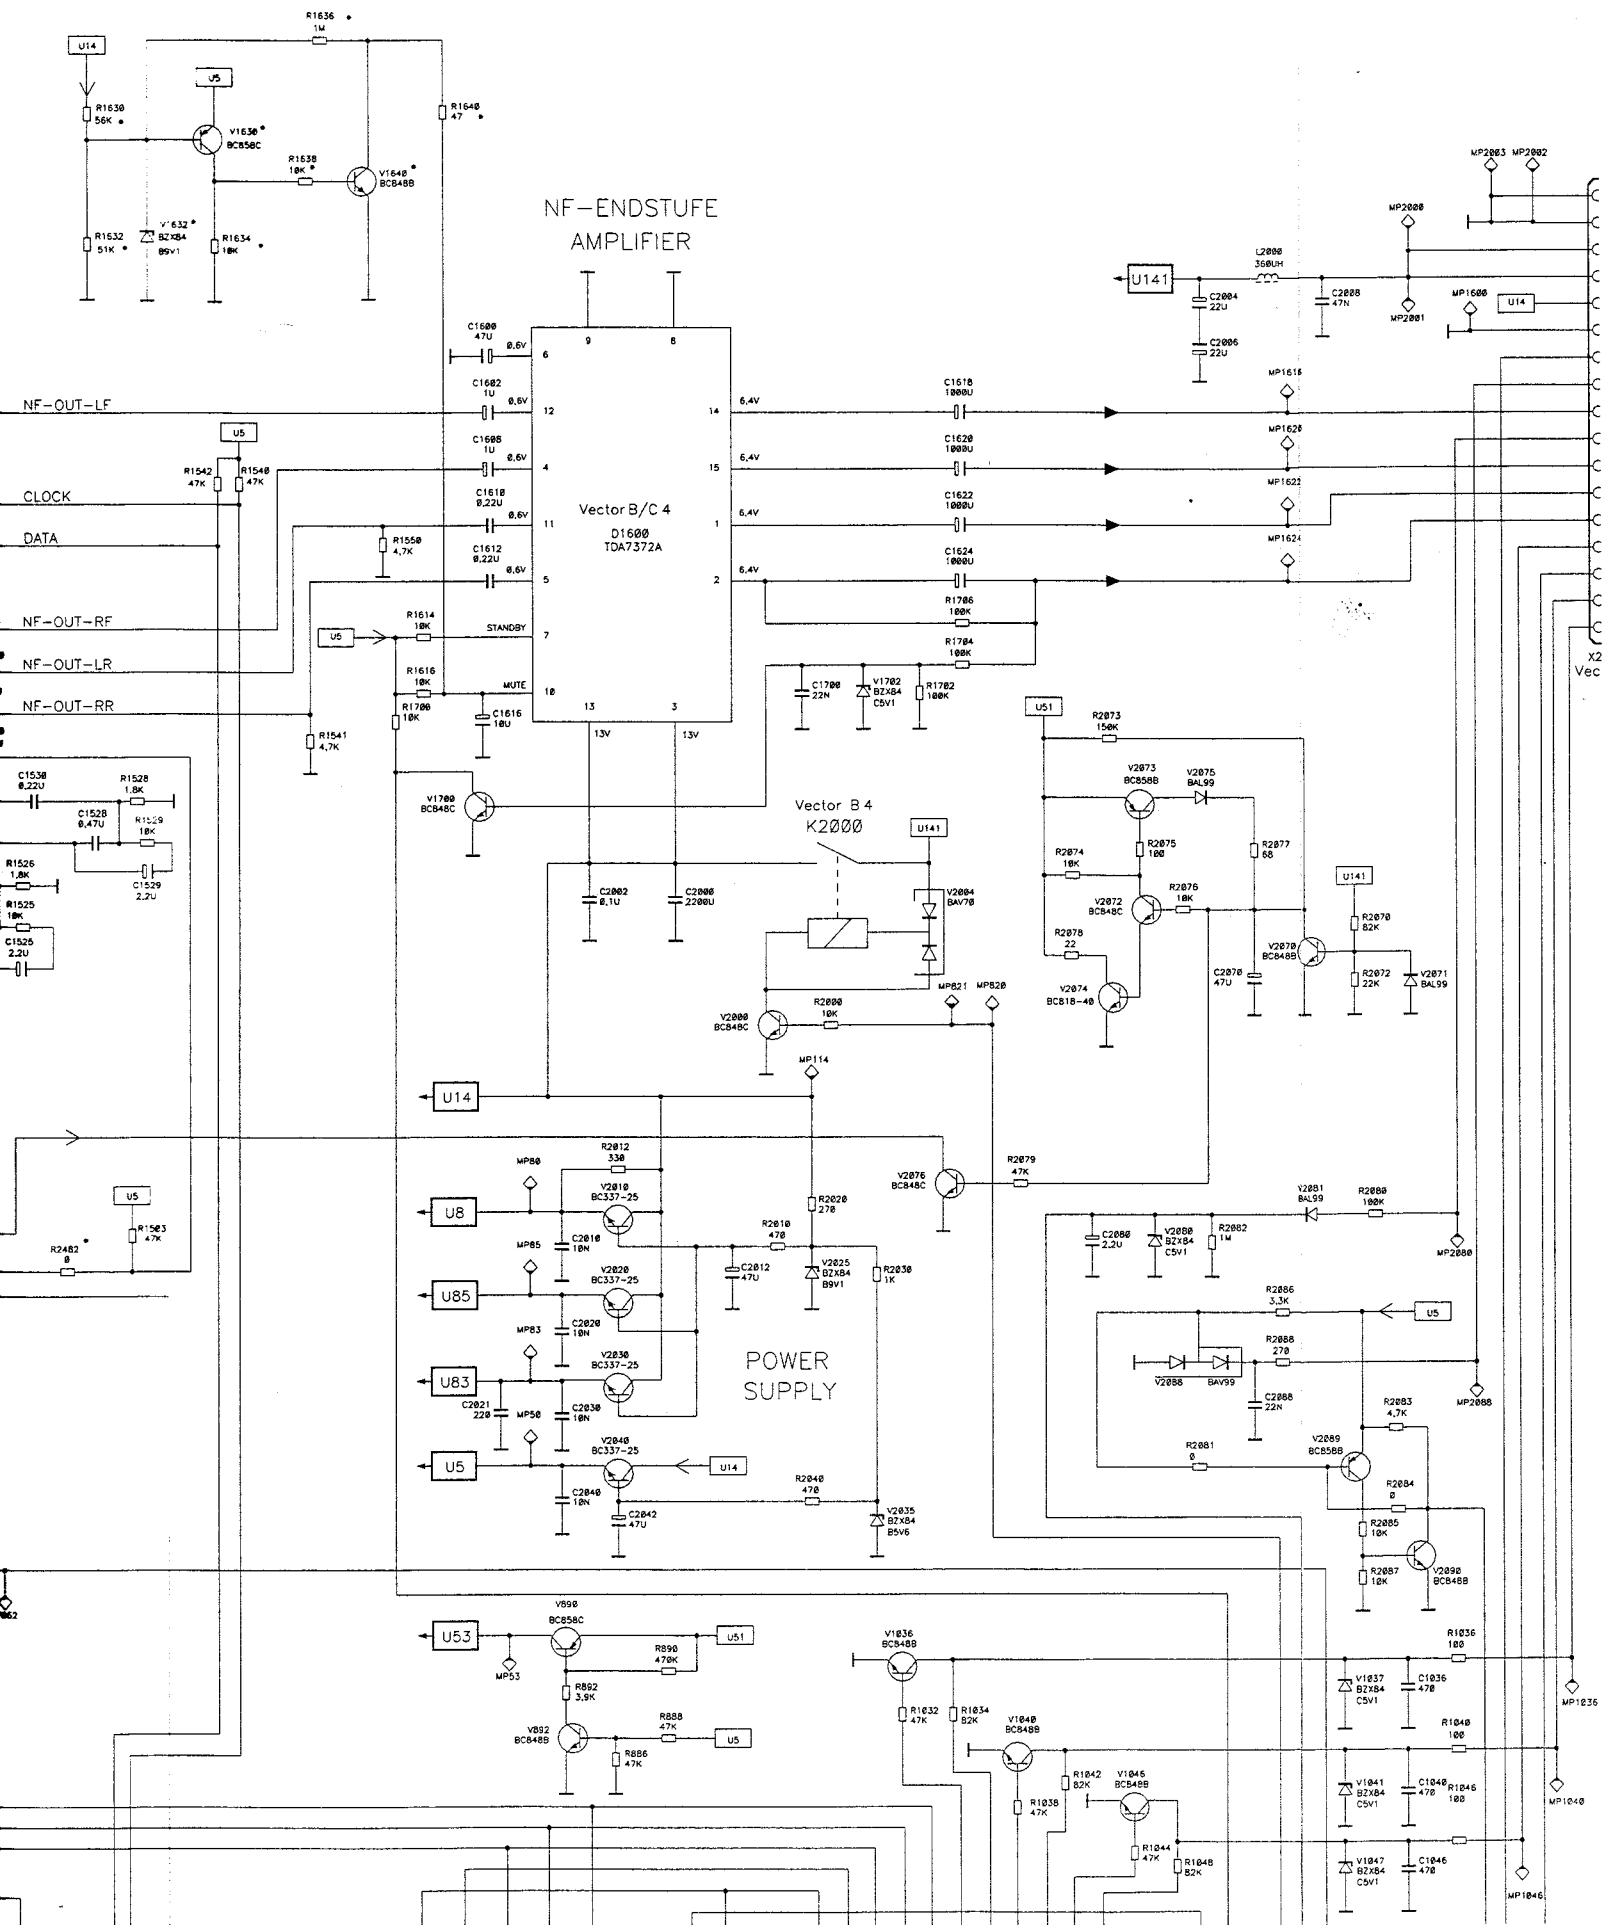 R1636 •
1M
U14
U5
R1630
56K •
V1630 •
BC858C
R1640
47 •
R1638
10K •
V1640 •
BC848B
R1632
51K •
V1632 •
BZX84
B9V1
R1634 •
10K
NF-ENDSTUFE
AMPLIFIER
MP2003 MP2002
MP2000
L2000
360UH
U141
C2004
22U
C2008
47N
MP2001
MP1600
U14
C2006
22U
C1600
47U
0,6V
6
9
8
C1602
1U
0,6V
12
NF-OUT-LF
14
6,4V
C1618
1000U
MP1618
U5
R1542
47K
R1540
47K
C1608
1U
0,6V
4
15
6,4V
C1620
1000U
MP1620
CLOCK
DATA
C1610
0,22U
0,6V
11
Vector B/C 4
D1600
TDA7372A
1
6,4V
C1622
1000U
MP1622
R1550
4,7K
C1612
0,22U
0,6V
5
2
6,4V
C1624
1000U
MP1624
R1706
100K
NF-OUT-RF
U5
R1614
10K
STANDBY
7
R1704
100K
NF-OUT-LR
R1616
10K
MUTE
10
C1700
22N
V1702
BZX84
C5V1
R1702
100K
X2
Vec
NF-OUT-RR
R1700
10K
C1616
10U
13
3
13V
13V
R1541
4,7K
U51
R2073
150K
C1530
0,22U
R1528
1,8K
V1700
BC848C
Vector B 4
K2000
U141
V2073
BC858B
V2075
BAL99
C1528
0,47U
R1529
10K
R2074
10K
R2075
100
R2077
68
R1526
1,8K
C1529
2,2U
C2002
0,1U
C2000
2200U
V2004
BAV70
V2072
BC848C
R2076
10K
U141
R1525
10K
R2070
82K
C1525
2,2U
R2078
22
V2070
BC848B
C2070
47U
R2072
22K
V2071
BAL99
V2074
BC818-40
MP821
MP820
V2000
BC848C
R2000
10K
MP114
U14
R2012
330
MP80
V2010
BC337-25
U8
V2076
BC848C
R2079
47K
U5
R1503
47K
R2020
270
V2081
BAL99
R2080
100K
R2482 •
0
MP85
C2010
10N
R2010
470
C2080
2,2U
V2080
BZX84
C5V1
R2082
1M
MP2080
V2020
BC337-25
C2012
47U
V2025
BZX84
B9V1
R2030
1K
U85
MP83
C2020
10N
R2086
3,3K
U5
V2030
BC337-25
POWER
SUPPLY
R2088
270
U83
V2088
BAV99
C2021
220
MP50
C2030
10N
C2088
22N
MP2088
V2040
BC337-25
R2083
4,7K
U5
U14
R2081
0
V2089
BC858B
C2040
10N
C2042
47U
R2040
470
V2035
BZX84
B5V6
R2084
0
R2085
10K
R2087
10K
V2090
BC848B
V890
BC858C
U53
U51
MP53
R890
470K
V1036
BC848B
R1036
100
R892
3,9K
V1037
BZX84
C5V1
C1036
470
MP1036
V892
BC848B
R888
47K
U5
R1032
47K
R1034
82K
V1040
BC848B
R1040
100
R886
47K
R1042
82K
V1046
BC848B
V1041
BZX84
C5V1
C1040
470
R1046
100
MP1040
R1038
47K
R1044
47K
R1048
82K
V1047
BZX84
C5V1
C1046
470
MP1046